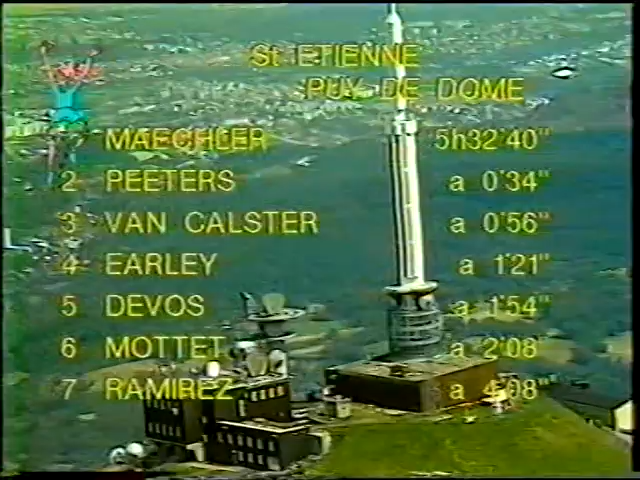 St ETIENNE
PUY DE DOME
MAECHLER 5h32'40"
2 PEETERS a 0'34"
3 VAN CALSTER a 0'56"
4 EARLEY a 1'21"
5 DEVOS a 1'54"
6 MOTTET a 2'08"
7 RAMIREZ a 4'08"